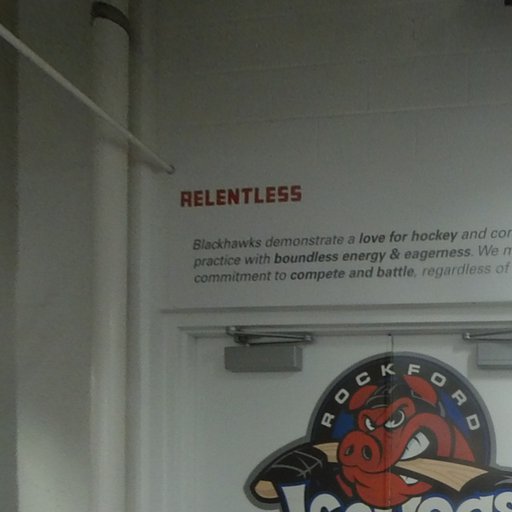 RELENTLESS
Blackhawks demonstrate a love for hockey and
practice with boundless energy & eagerness. We
commitment to compete and battle, regardless of
ROCKFORD